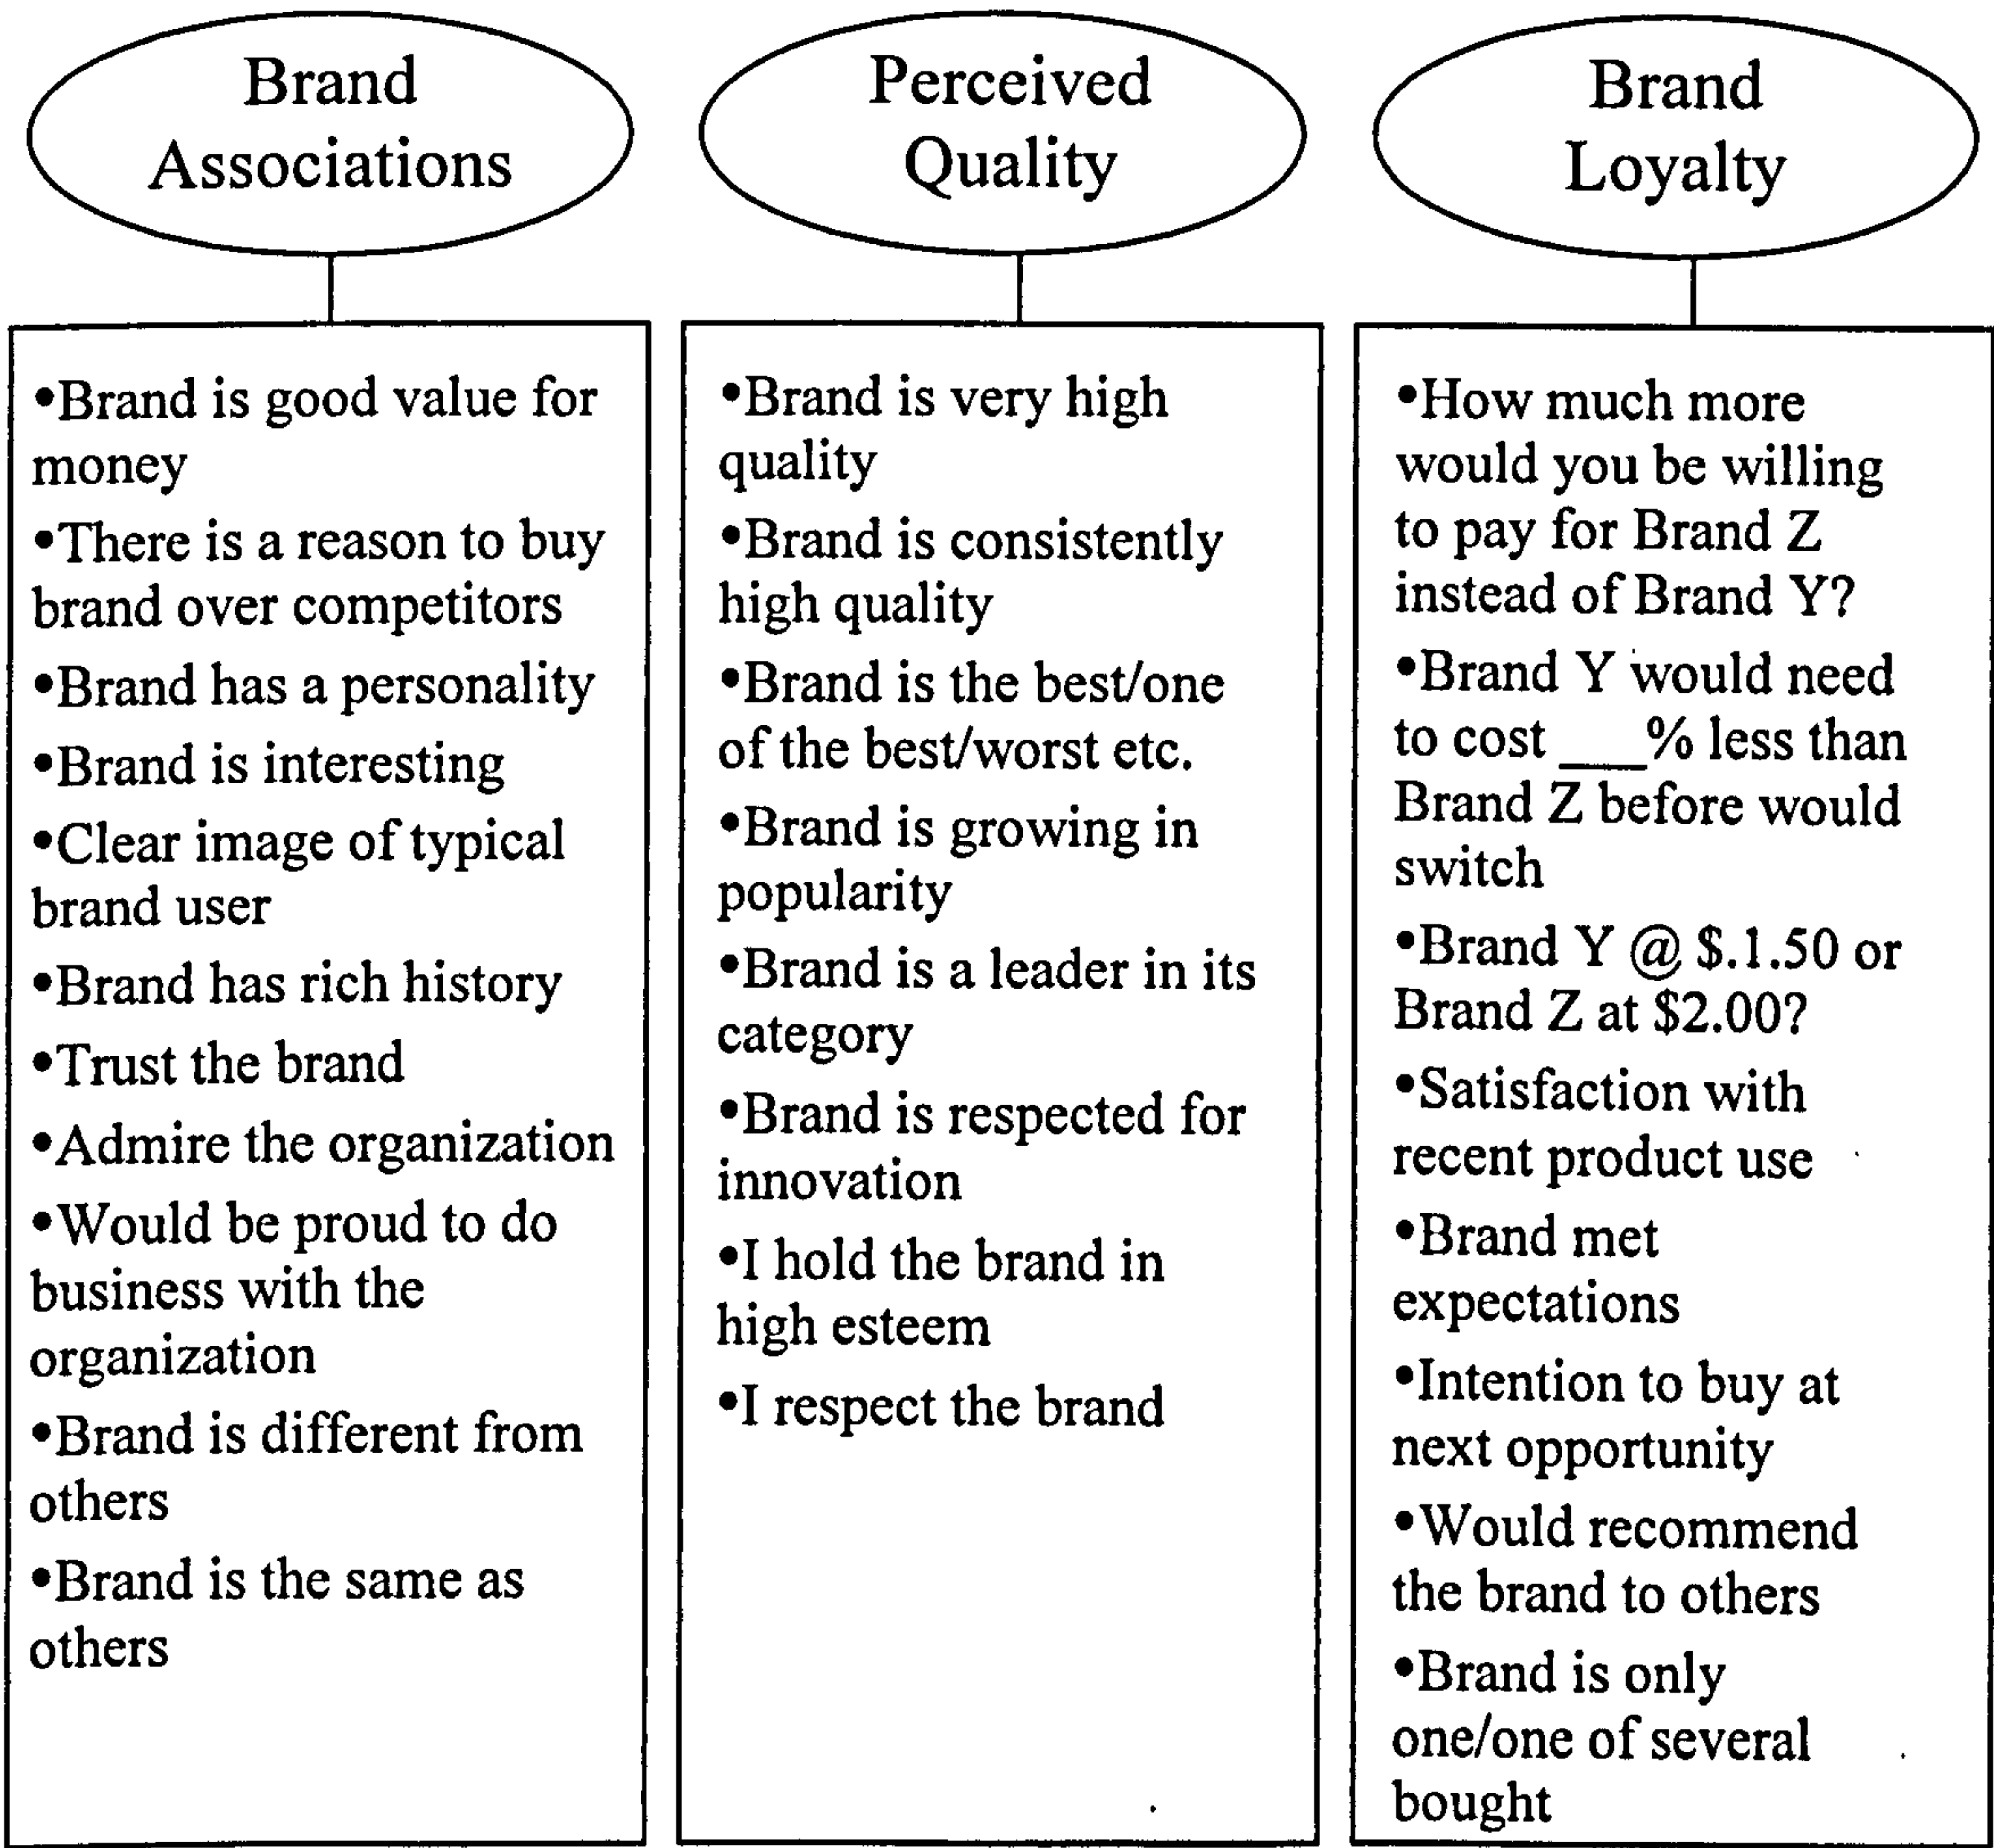 Brand
Associations
•Brand is good value for
money
•There is a reason to buy
brand over competitors
•Brand has a personality
•Brand is interesting
•Clear image of typical
brand user
•Brand has rich history
•Trust the brand
•Admire the organization
•Would be proud to do
business with the
organization
•Brand is different from
others
•Brand is the same as
others
Perceived
Quality
•Brand is very high
quality
•Brand is consistently
high quality
•Brand is the best/one
of the best/worst etc.
•Brand is growing in
popularity
•Brand is a leader in its
category
•Brand is respected for
innovation
•I hold the brand in
high esteem
•I respect the brand
Brand
Loyalty
•How much more
would you be willing
to pay for Brand Z
instead of Brand Y?
•Brand Y would need
to cost ___% less than
Brand Z before would
switch
•Brand Y @ $.1.50 or
Brand Z at $2.00?
•Satisfaction with
recent product use
•Brand met
expectations
•Intention to buy at
next opportunity
•Would recommend
the brand to others
•Brand is only
one/one of several
bought